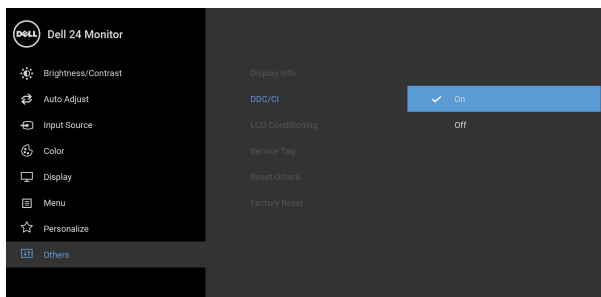 DELL Dell 24 Monitor
Brightness/Contrast
Auto Adjust
Input Source
Color
Display
Menu
Personalize
Others
Display Info
DDC/CI
LCD Conditioning
Service Tag
Reset Others
Factory Reset
On
Off